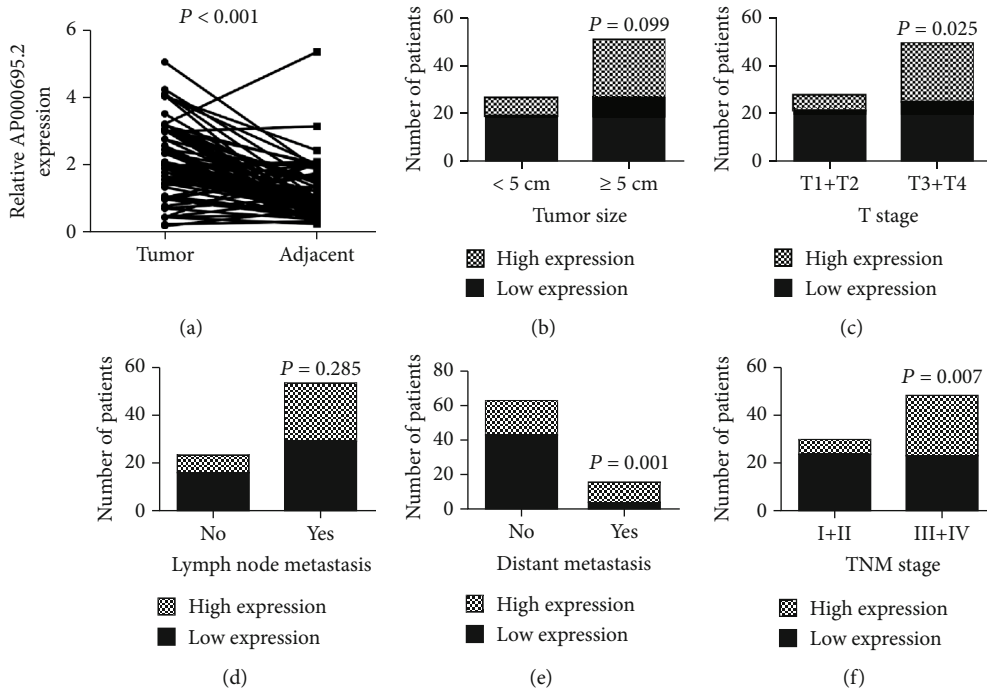 P < 0.001
Relative AP000695.2
expression
6
4
2
0
Tumor
Adjacent
(a)
P = 0.099
Number of patients
60
40
20
0
< 5 cm
≥ 5 cm
Tumor size
High expression
Low expression
(b)
P = 0.025
Number of patients
60
40
20
0
T1+T2
T3+T4
T stage
High expression
Low expression
(c)
P = 0.285
Number of patients
60
40
20
0
No
Yes
Lymph node metastasis
High expression
Low expression
(d)
P = 0.001
Number of patients
80
60
40
20
0
No
Yes
Distant metastasis
High expression
Low expression
(e)
P = 0.007
Number of patients
60
40
20
0
I+II
III+IV
TNM stage
High expression
Low expression
(f)